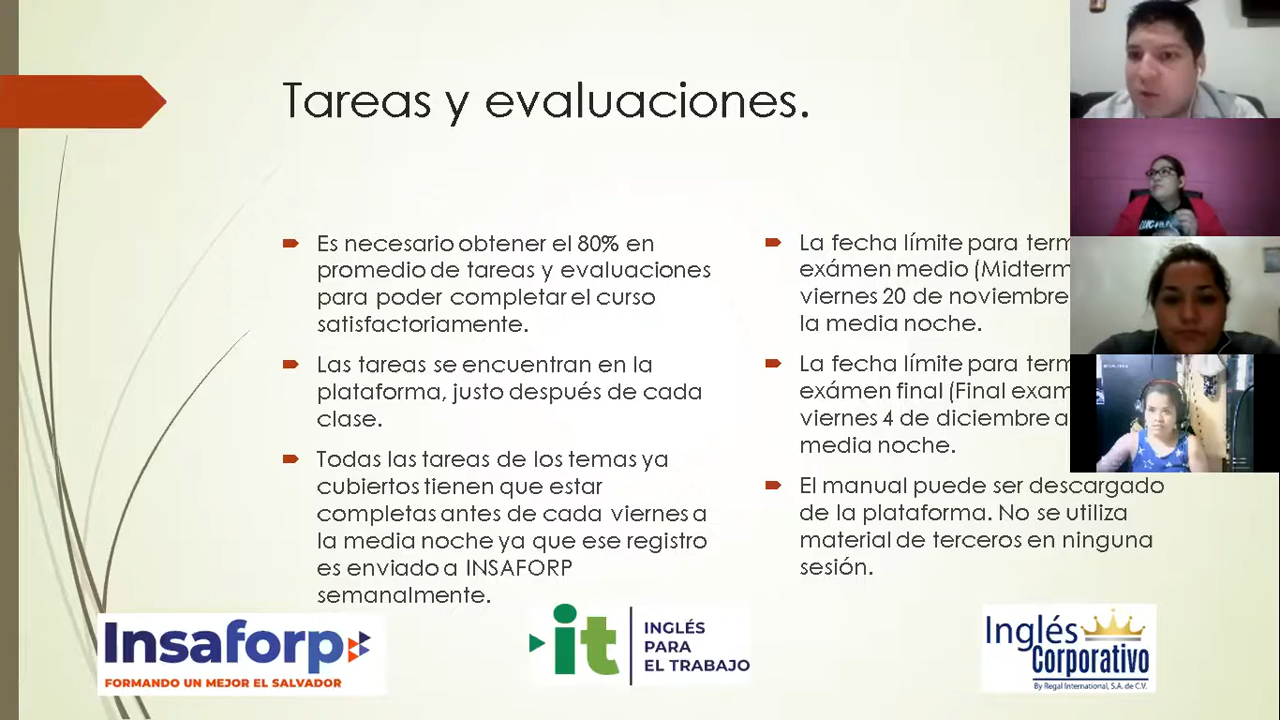 Tareas y evaluaciones.
Es necesario obtener el 80% en
promedio de tareas y evaluaciones
para poder completar el curso
satisfactoriamente.
Las tareas se encuentran en la
plataforma, justo después de cada
clase.
Todas las tareas de los temas ya
cubiertos tienen que estar
completas antes de cada viernes a
la media noche ya que ese registro
es enviado a INSAFORP
semanalmente.
La fecha límite para term
exámen medio (Midterm
viernes 20 de noviembre
la media noche.
La fecha límite para term
exámen final (Final exam
viernes 4 de diciembre a
media noche.
El manual puede ser descargado
de la plataforma. No se utiliza
material de terceros en ninguna
sesión.
Insaforp
FORMANDO UN MEJOR EL SALVADOR
it
INGLÉS
PARA
EL TRABAJO
Inglés
Corporativo
By Regal International, S.A. de C.V.